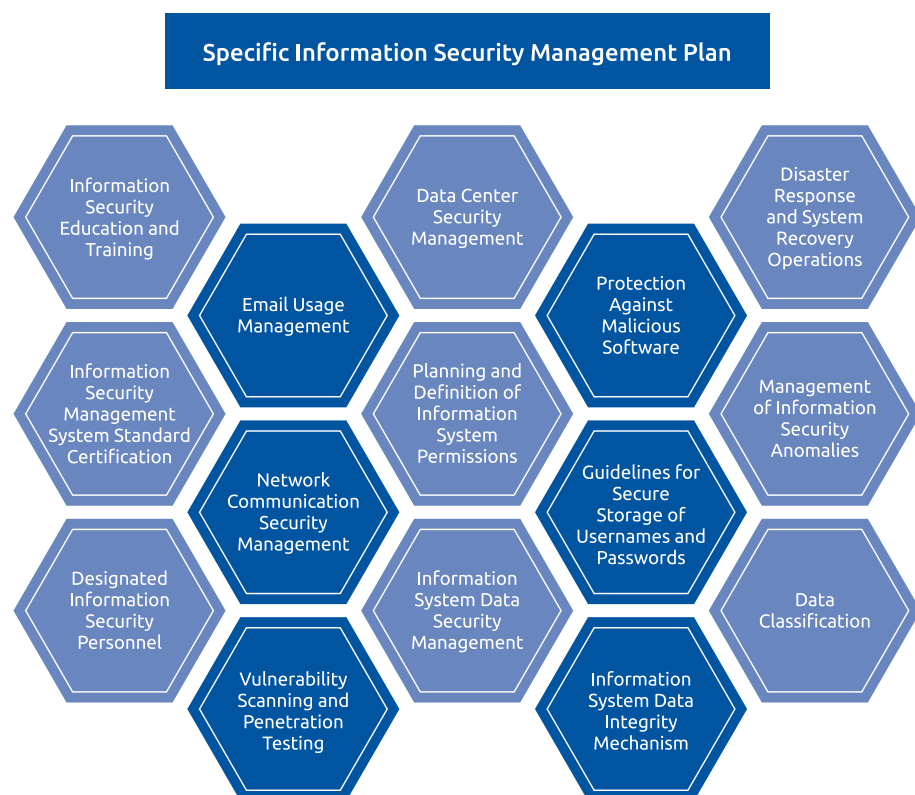 Specific Information Security Management Plan
Information
Security
Education and
Training
Data Center
Security
Management
Disaster
Response
and System
Recovery
Operations
Email Usage
Management
Protection
Against
Malicious
Software
Information
Security
Management
System Standard
Certification
Planning and
Definition of
Information
System
Permissions
Management
of Information
Security
Anomalies
Network
Communication
Security
Management
Guidelines for
Secure
Storage of
Usernames and
Passwords
Designated
Information
Security
Personnel
Information
System Data
Security
Management
Data
Classification
Vulnerability
Scanning and
Penetration
Testing
Information
System Data
Integrity
Mechanism